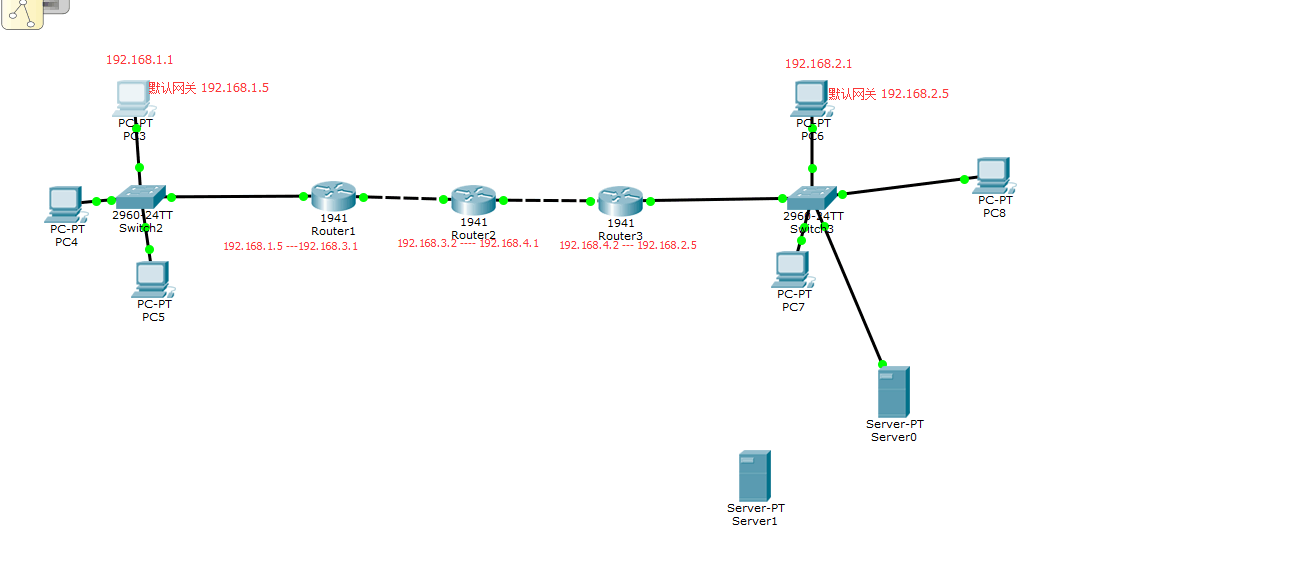 192.168.1.1
默认网关 192.168.1.5
PC-PT
PC3
PC-PT
PC4
2960-24TT
Switch2
PC-PT
PC5
1941
Router1
192.168.1.5 ---192.168.3.1
1941
Router2
192.168.3.2 ---- 192.168.4.1
1941
Router3
192.168.4.2 --- 192.168.2.5
192.168.2.1
默认网关 192.168.2.5
PC-PT
PC6
2960-24TT
Switch3
PC-PT
PC8
PC-PT
PC7
Server-PT
Server0
Server-PT
Server1